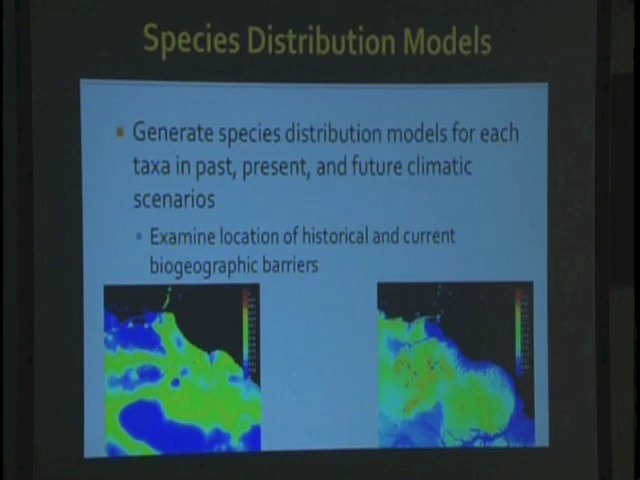 Species Distribution Models
Generate species distribution models for each
taxa in past, present, and future climatic
scenarios
Examine location of historical and current
biogeographic barriers